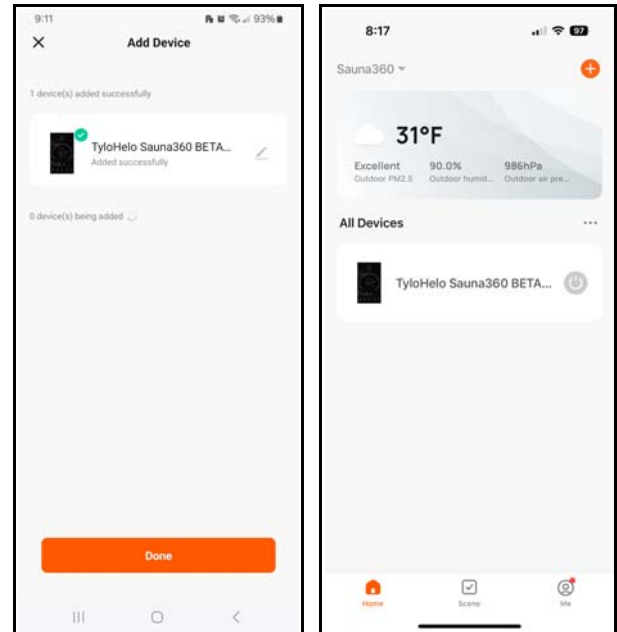 9:11
93%
Add Device
1 device(s) added successfully
TyloHelo Sauna360 BETA...
Added successfully
0 device(s) being added
Done
8:17
97
Sauna360
31°F
Excellent 90.0% 986hPa
Outdoor PM2.5 Outdoor humid... Outdoor air pre...
All Devices
TyloHelo Sauna360 BETA...
Home Scene Me